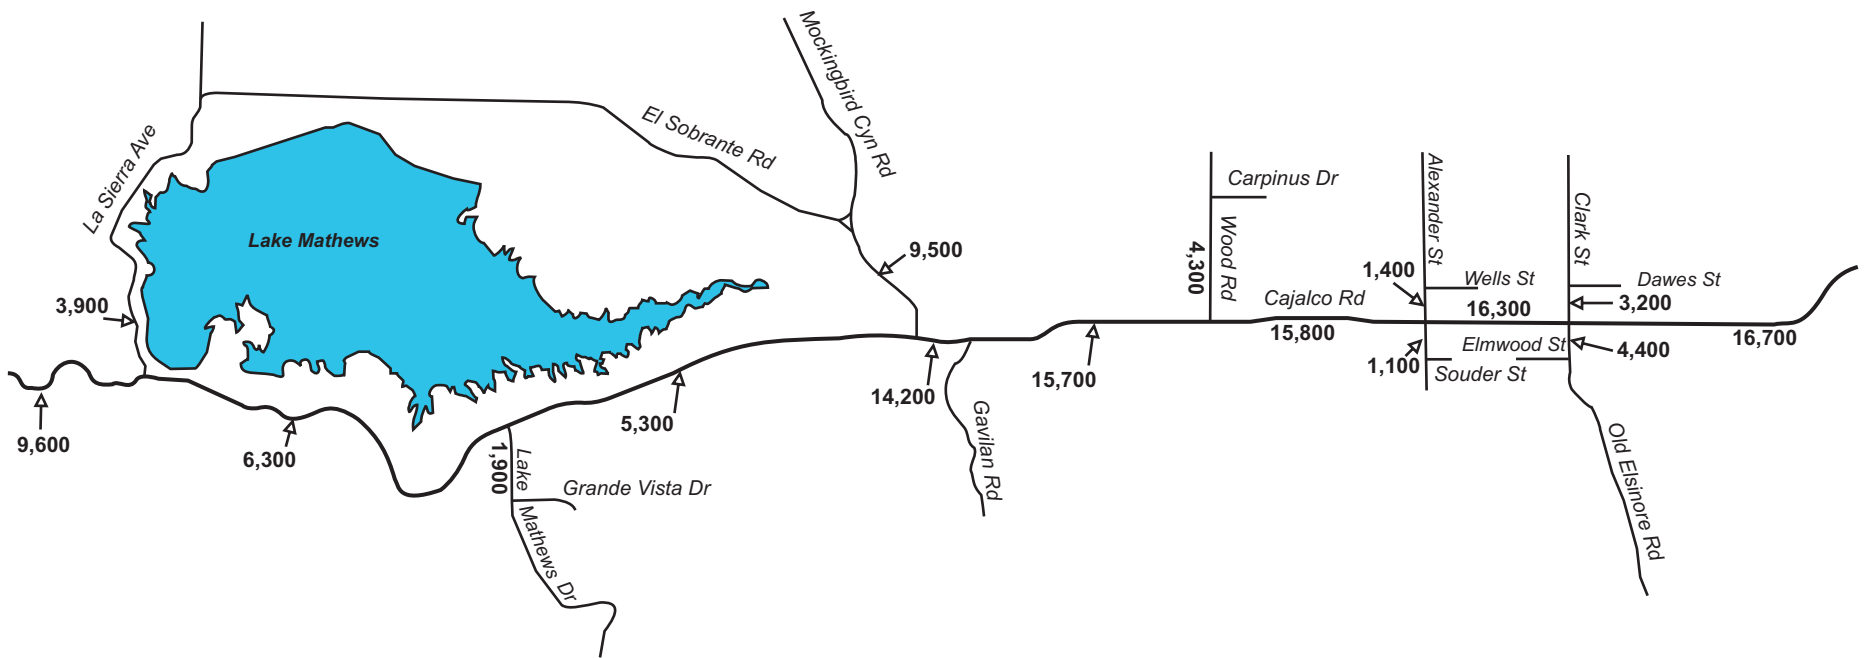 Mockingbird Cyn Rd
El Sobrante Rd
La Sierra Ave
Lake Mathews
9,500
3,900
9,600
6,300
5,300
1,900
Lake
Mathews Dr
Grande Vista Dr
14,200
Gavilan Rd
15,700
Carpinus Dr
Wood Rd
4,300
Cajalco Rd
15,800
Alexander St
1,400
Wells St
16,300
Clark St
Dawes St
3,200
Elmwood St
4,400
1,100
Souder St
16,700
Old Elsinore Rd